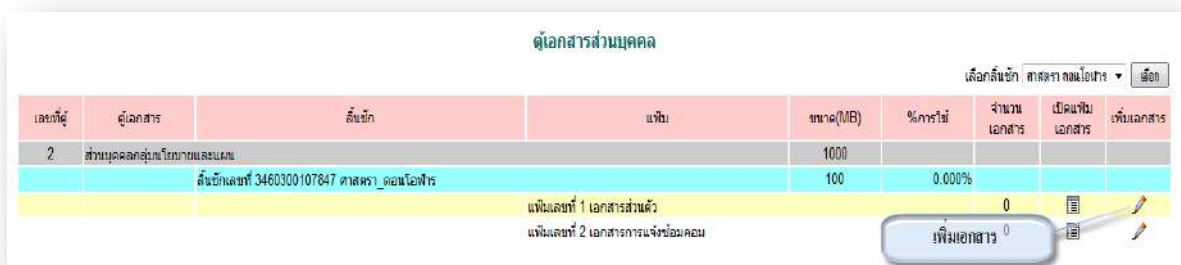 ตู้เอกสารส่วนบุคคล
เลือกลิ้นชัก ศาสตรา ดอนโอฬาร เลือก
เลขที่ตู้ ตู้เอกสาร ลิ้นชัก แฟ้ม ขนาด(MB) %การใช้ จำนวนเอกสาร เปิดแฟ้มเอกสาร เพิ่มเอกสาร
2 ส่วนบุคคลกลุ่มนโยบายและแผน 1000
ลิ้นชักเลขที่ 3460300107847 ศาสตรา_ดอนโอฬาร 100 0.000%
แฟ้มเลขที่ 1 เอกสารส่วนตัว 0
แฟ้มเลขที่ 2 เอกสารการแจ้งซ่อมคอม 0
เพิ่มเอกสาร